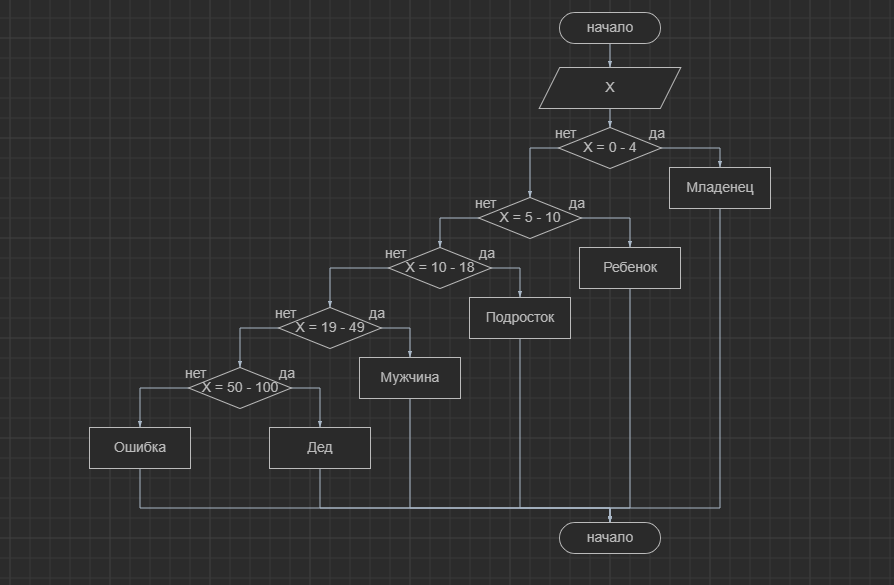 начало
X
нет
да
X = 0 - 4
Младенец
нет
да
X = 5 - 10
нет
да
X = 10 - 18
Ребенок
нет
да
X = 19 - 49
Подросток
нет
да
X = 50 - 100
Мужчина
Ошибка
Дед
начало